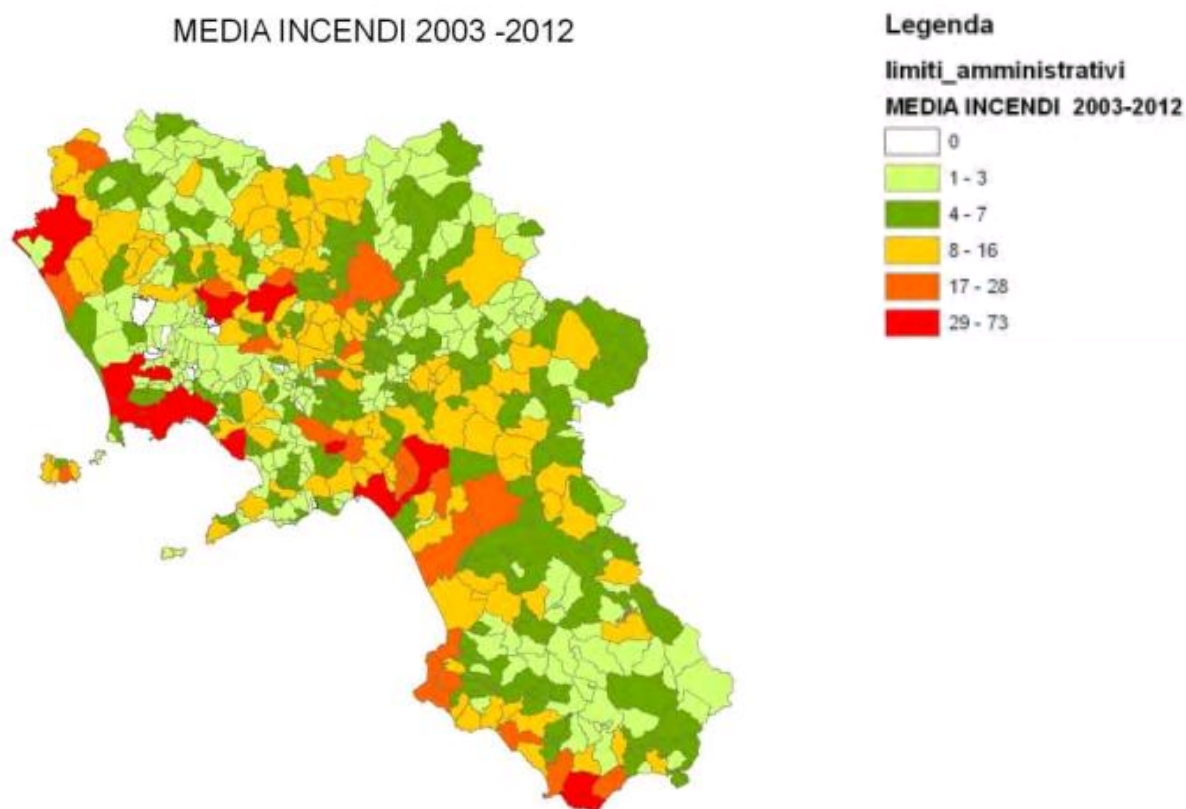 MEDIA INCENDI 2003 -2012
Legenda
limiti_amministrativi
MEDIA INCENDI 2003-2012
0
1 - 3
4 - 7
8 - 16
17 - 28
29 - 73